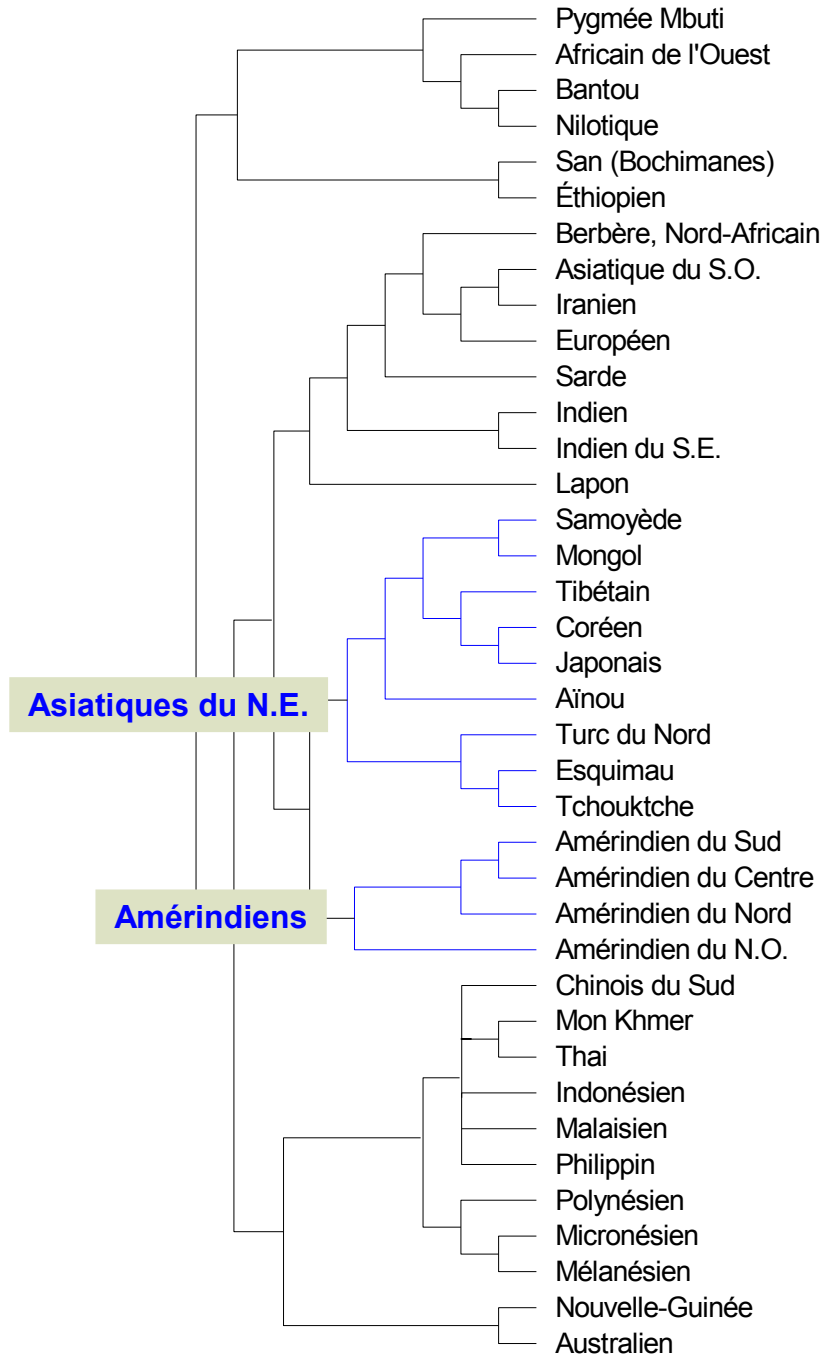 Pygmée Mbuti
Africain de l'Ouest
Bantou
Nilotique
San (Bochimanes)
Éthiopien
Berbère, Nord-Africain
Asiatique du S.O.
Iranien
Européen
Sarde
Indien
Indien du S.E.
Lapon
Samoyède
Mongol
Tibétain
Coréen
Japonais
Asiatiques du N.E.
Aïnou
Turc du Nord
Esquimau
Tchouktche
Amérindien du Sud
Amérindien du Centre
Amérindiens
Amérindien du Nord
Amérindien du N.O.
Chinois du Sud
Mon Khmer
Thai
Indonésien
Malaisien
Philippin
Polynésien
Micronésien
Mélanésien
Nouvelle-Guinée
Australien